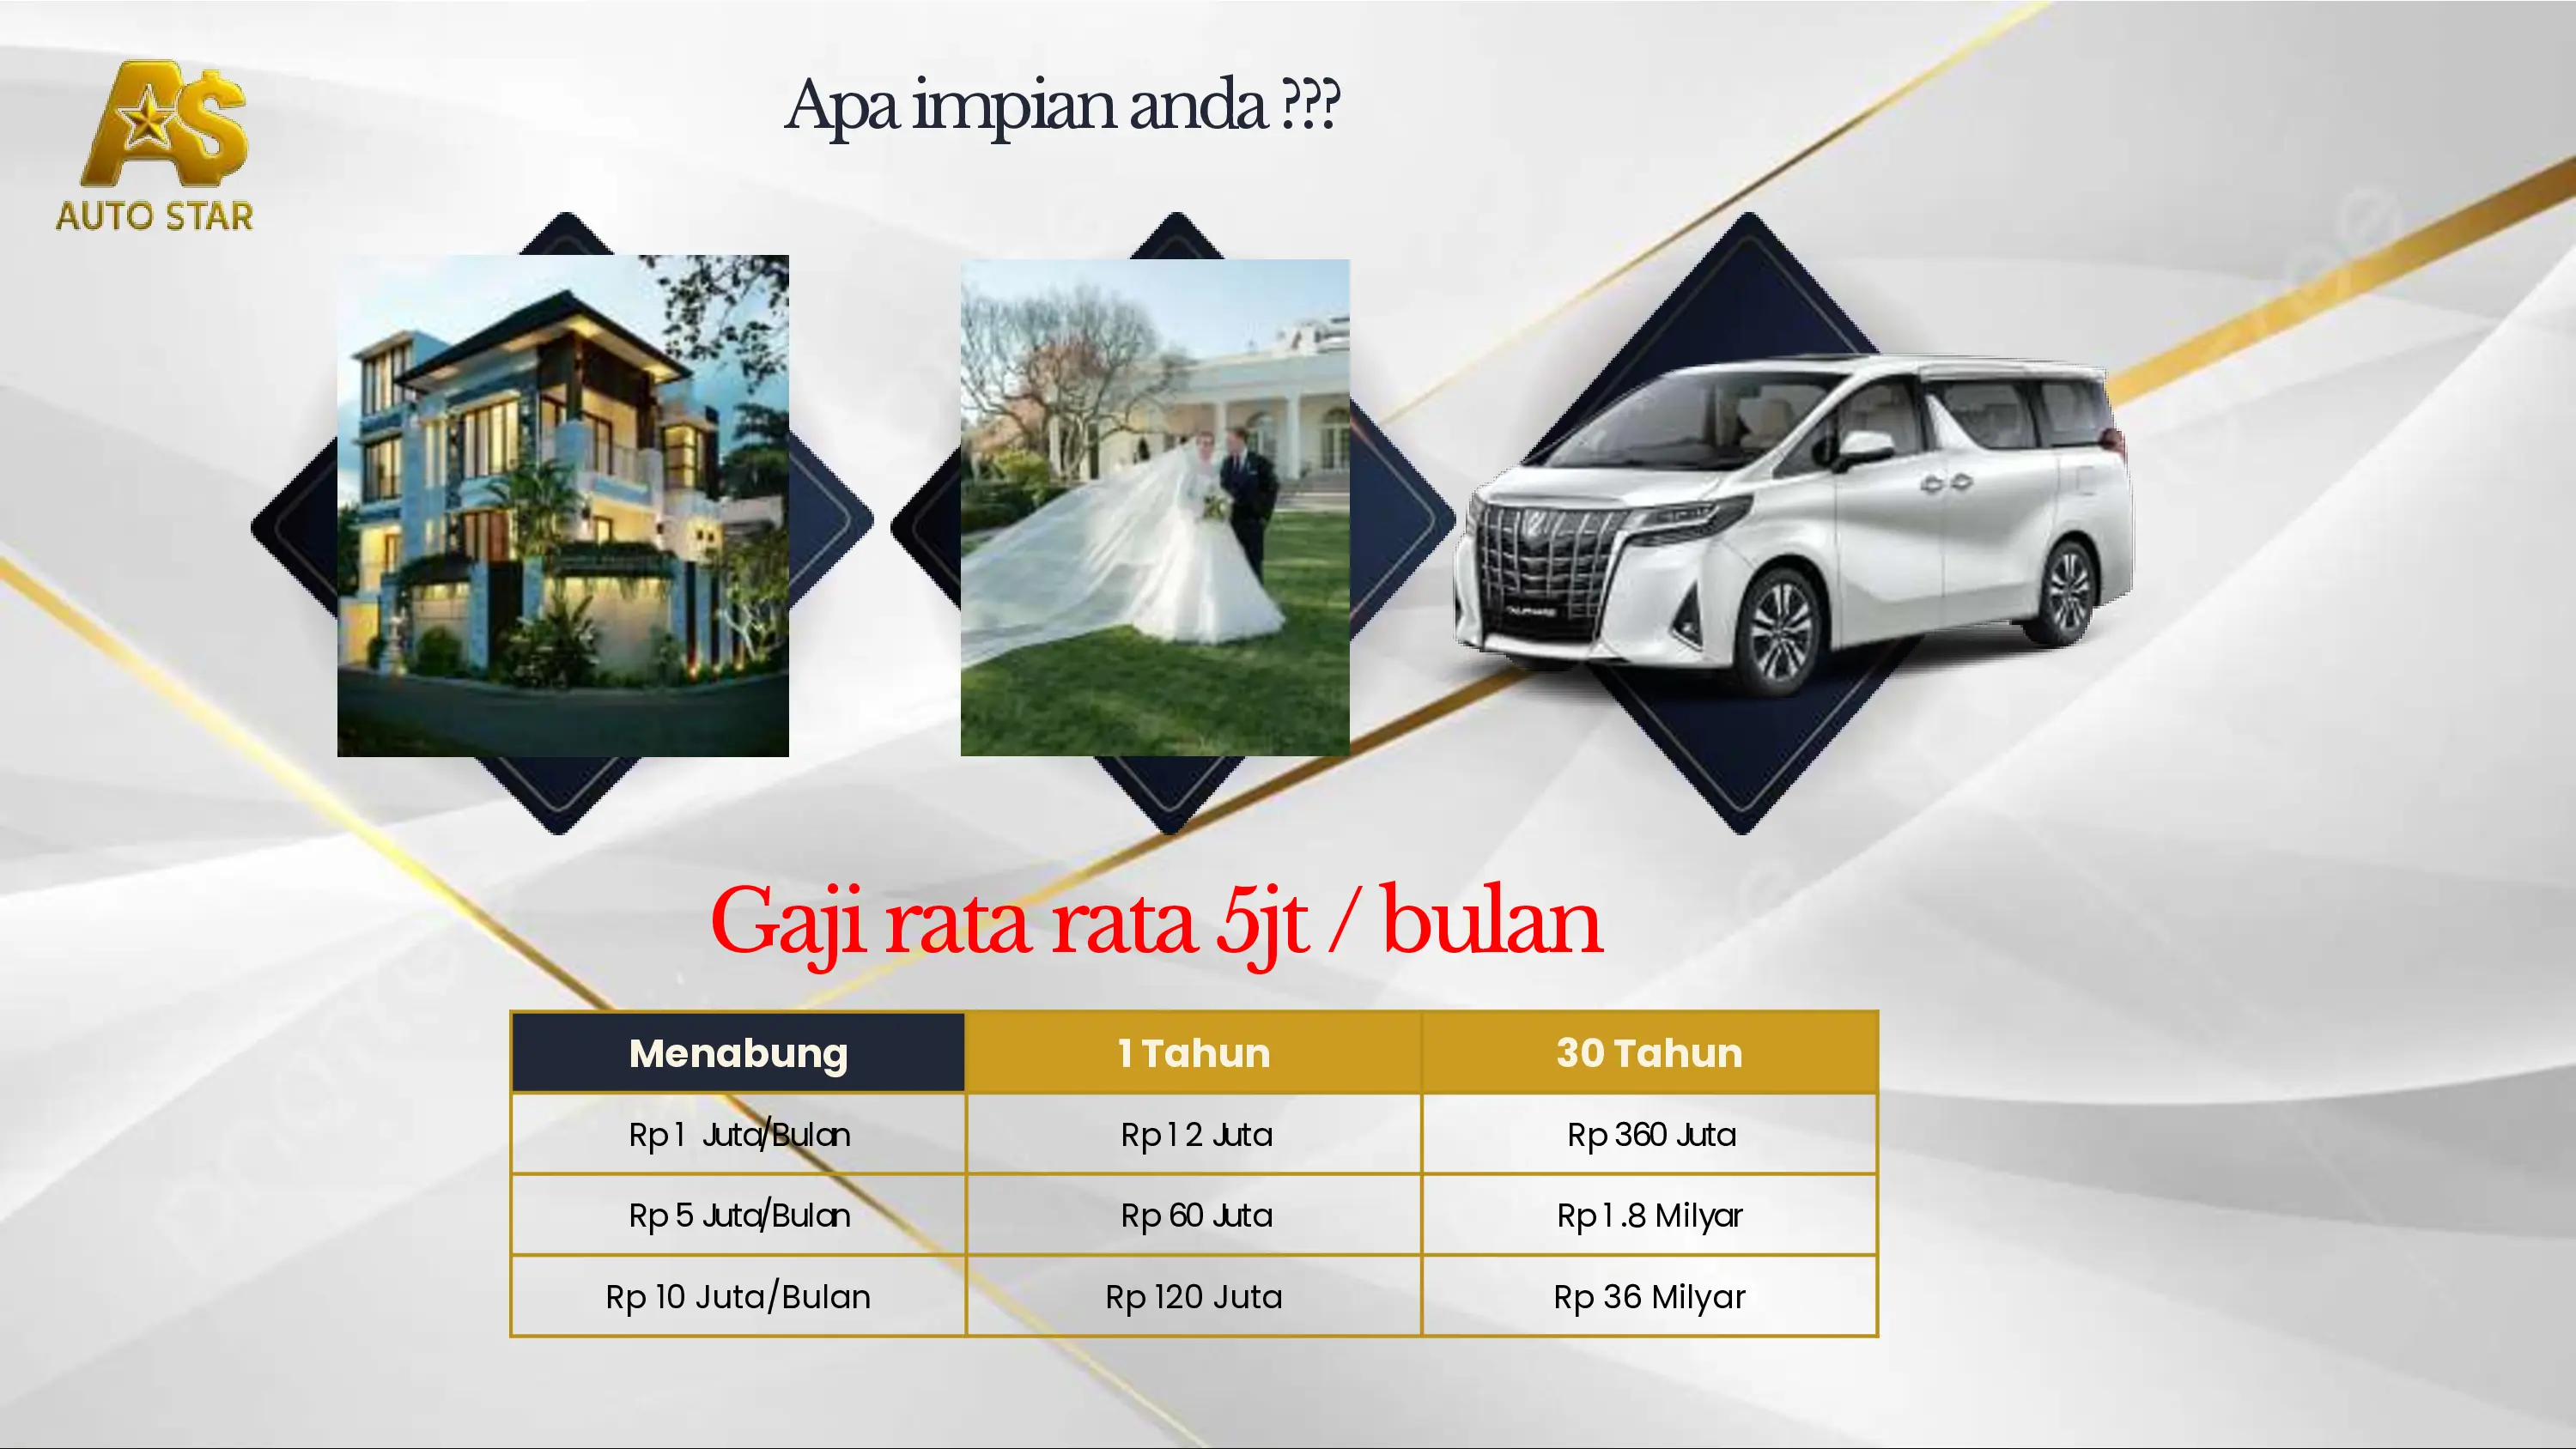 A$
AUTO STAR
Apa impian anda ???
Gaji rata rata 5jt / bulan
Menabung 1 Tahun 30 Tahun
Rp 1 Juta/Bulan Rp 12 Juta Rp 360 Juta
Rp 5 Juta/Bulan Rp 60 Juta Rp 1.8 Milyar
Rp 10 Juta/Bulan Rp 120 Juta Rp 36 Milyar